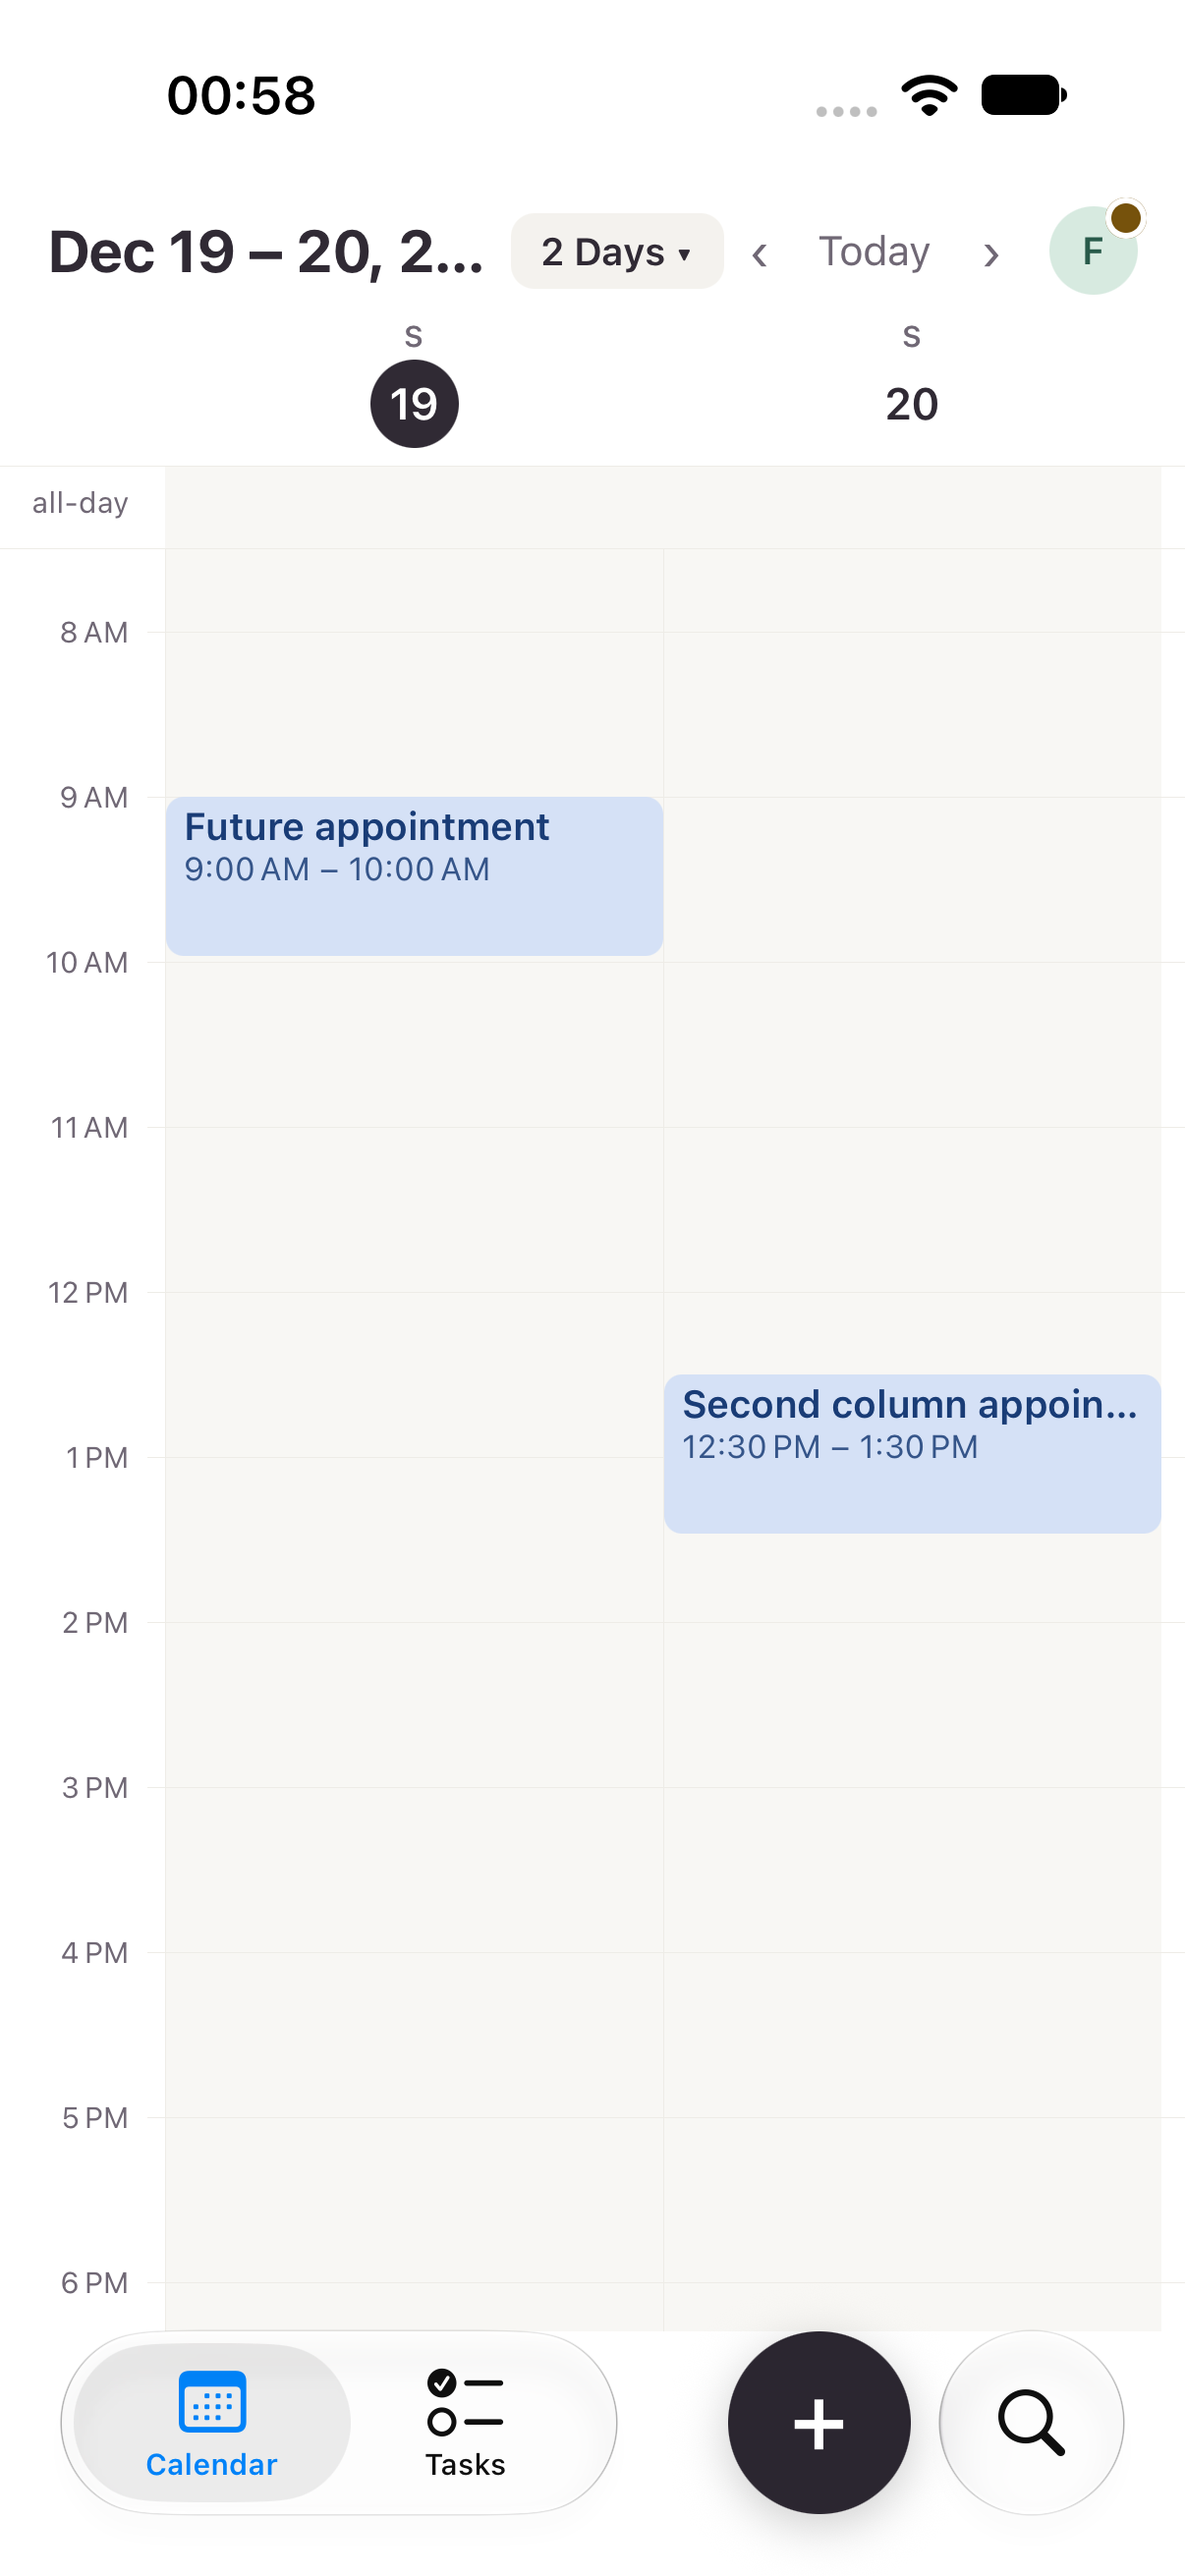 00:58
Dec 19 – 20, 2...
2 Days ▾
‹ Today ›
F
S S
19 20
all-day
8 AM
9 AM
Future appointment
9:00 AM – 10:00 AM
10 AM
11 AM
12 PM
Second column appoin...
12:30 PM – 1:30 PM
1 PM
2 PM
3 PM
4 PM
5 PM
6 PM
Calendar Tasks
+